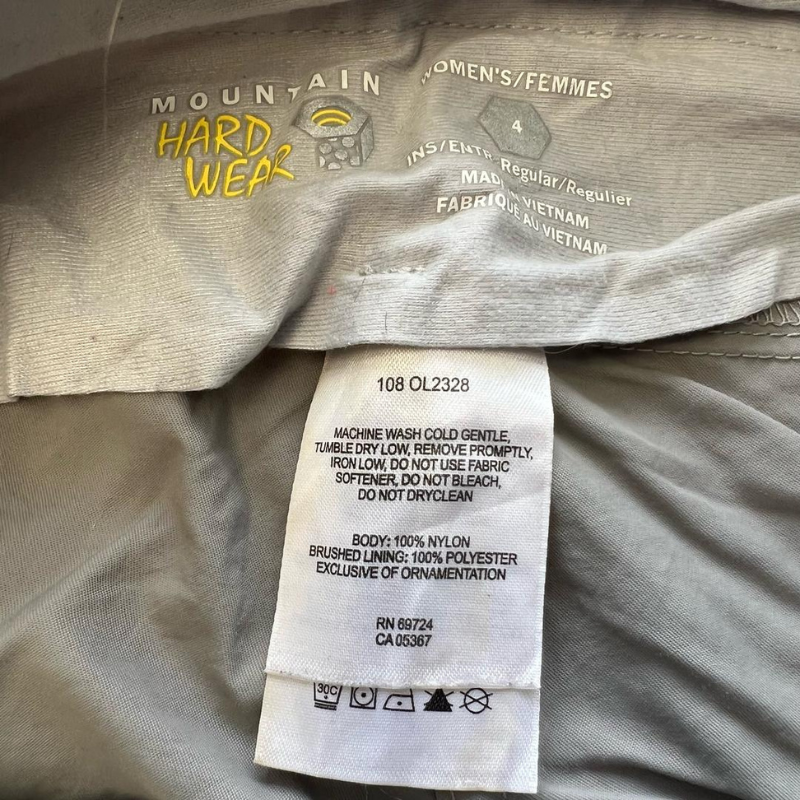 MOUNTAIN
HARD
WEAR
WOMEN'S/FEMMES
4
INS/ENTR Regular/Regulier
MADE IN VIETNAM
FABRIQUÉ AU VIETNAM
108 OL2328
MACHINE WASH COLD GENTLE,
TUMBLE DRY LOW, REMOVE PROMPTLY,
IRON LOW, DO NOT USE FABRIC
SOFTENER, DO NOT BLEACH,
DO NOT DRYCLEAN
BODY: 100% NYLON
BRUSHED LINING: 100% POLYESTER
EXCLUSIVE OF ORNAMENTATION
RN 69724
CA 05367
30C